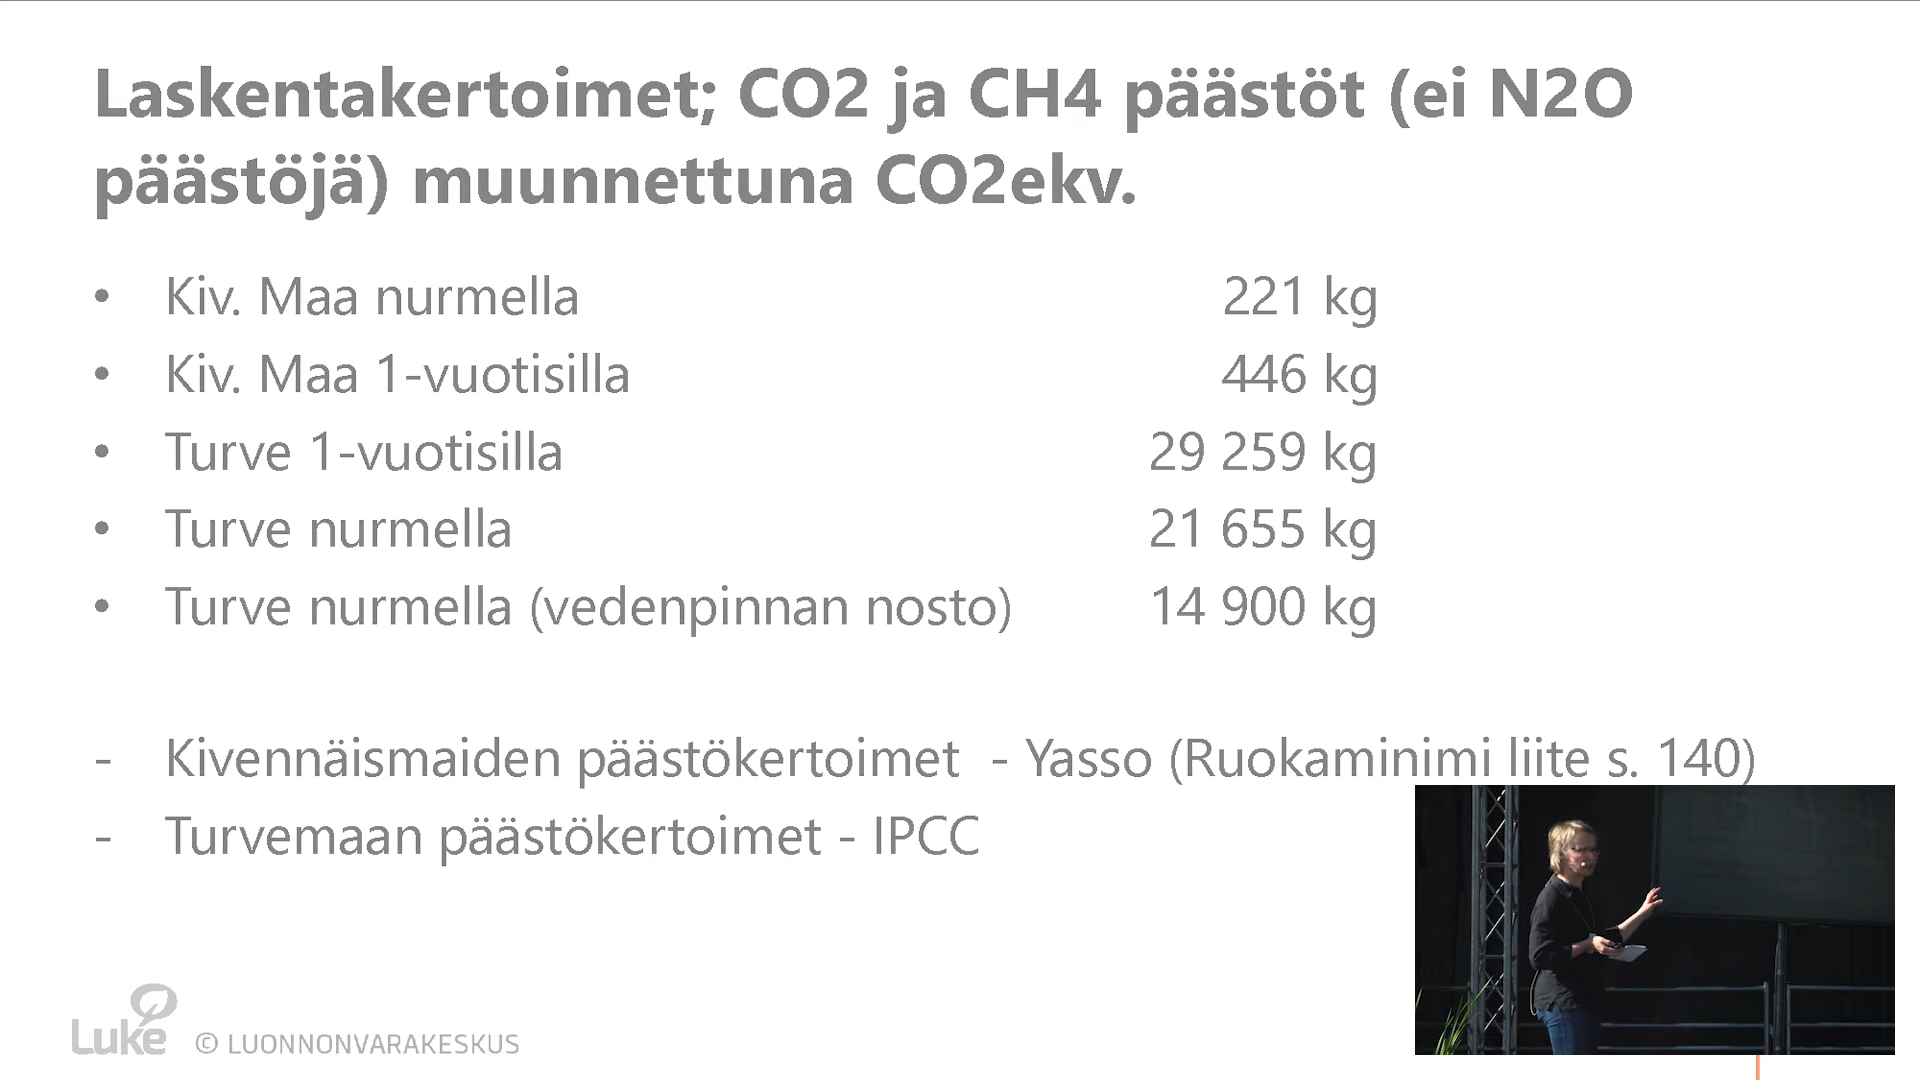 Laskentakertoimet; CO2 ja CH4 päästöt (ei N2O
päästöjä) muunnettuna CO2ekv.
• Kiv. Maa nurmella 221 kg
• Kiv. Maa 1-vuotisilla 446 kg
• Turve 1-vuotisilla 29 259 kg
• Turve nurmella 21 655 kg
• Turve nurmella (vedenpinnan nosto) 14 900 kg
- Kivennäismaiden päästökertoimet - Yasso (Ruokaminimi liite s. 140)
- Turvemaan päästökertoimet - IPCC
Luke © LUONNONVARAKESKUS